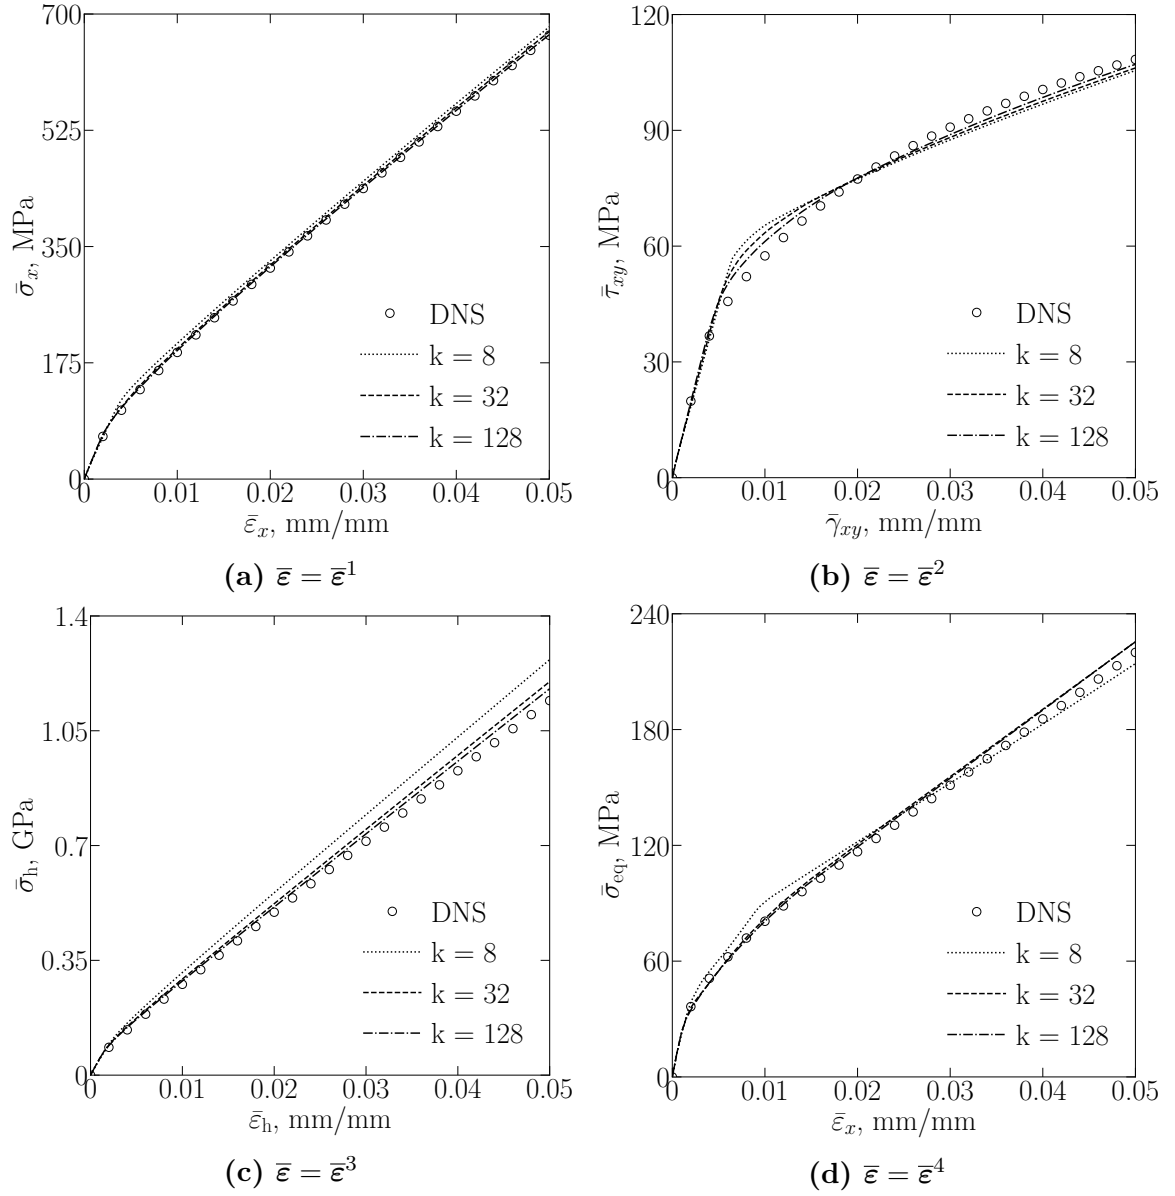 700
525
350
175
0
σ̄x, MPa
DNS
k = 8
k = 32
k = 128
0 0.01 0.02 0.03 0.04 0.05
ε̄x, mm/mm
(a) ε̄ = ε̄¹
120
90
60
30
0
τ̄xy, MPa
DNS
k = 8
k = 32
k = 128
0 0.01 0.02 0.03 0.04 0.05
γ̄xy, mm/mm
(b) ε̄ = ε̄²
1.4
1.05
0.7
0.35
0
σ̄h, GPa
DNS
k = 8
k = 32
k = 128
0 0.01 0.02 0.03 0.04 0.05
ε̄h, mm/mm
(c) ε̄ = ε̄³
240
180
120
60
0
σ̄eq, MPa
DNS
k = 8
k = 32
k = 128
0 0.01 0.02 0.03 0.04 0.05
ε̄x, mm/mm
(d) ε̄ = ε̄⁴